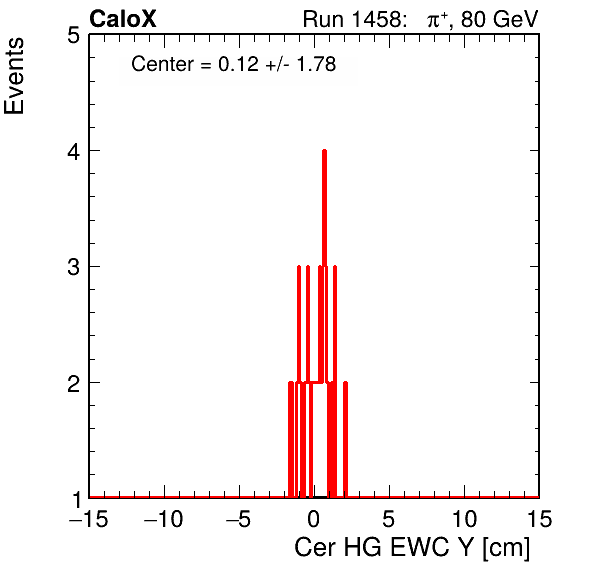 CaloX Run 1458: π⁺, 80 GeV
Events
Center = 0.12 +/- 1.78
5
4
3
2
1
−15 −10 −5 0 5 10 15
Cer HG EWC Y [cm]